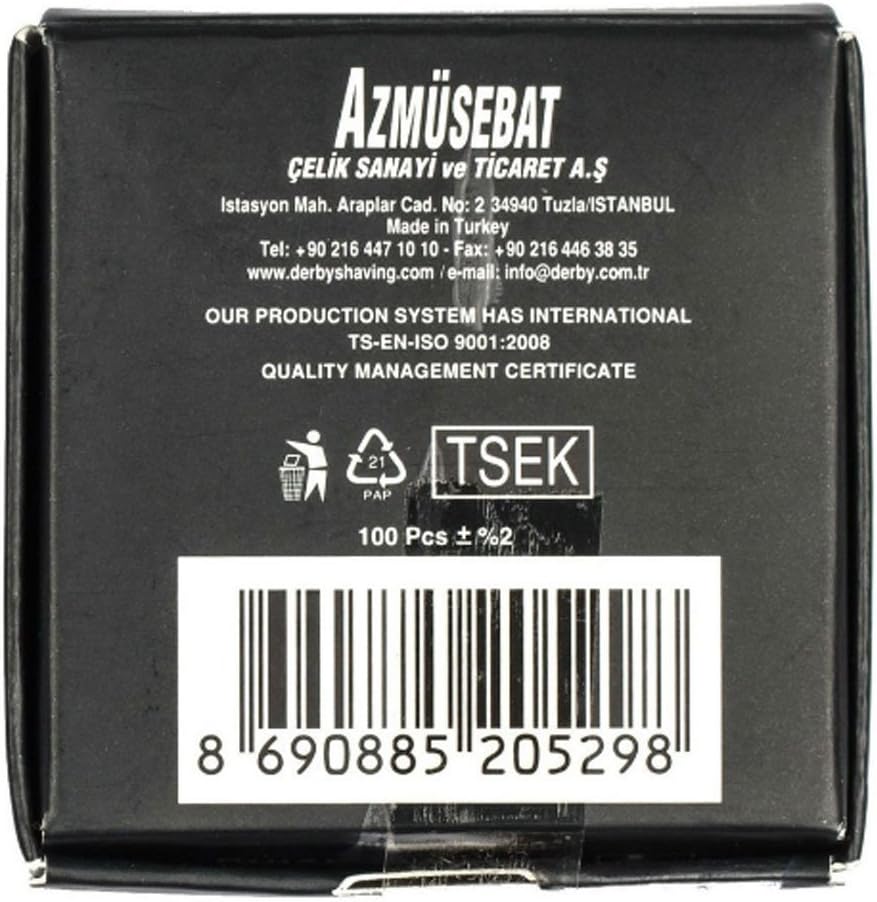 AZMÜSEBAT
ÇELİK SANAYİ ve TİCARET A.Ş
Istasyon Mah. Araplar Cad. No: 2 34940 Tuzla/ISTANBUL
Made in Turkey
Tel: +90 216 447 10 10 - Fax: +90 216 446 38 35
www.derbyshaving.com / e-mail: info@derby.com.tr
OUR PRODUCTION SYSTEM HAS INTERNATIONAL
TS-EN-ISO 9001:2008
QUALITY MANAGEMENT CERTIFICATE
21
PAP
TSEK
100 Pcs ± %2
8 690885 205298